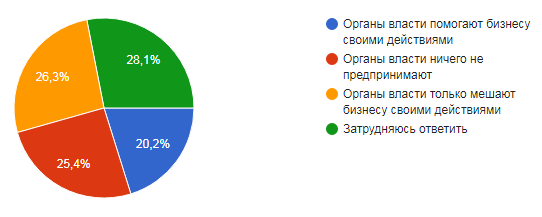 28,1%
26,3%
20,2%
25,4%
Органы власти помогают бизнесу
своими действиями
Органы власти ничего не
предпринимают
Органы власти только мешают
бизнесу своими действиями
Затрудняюсь ответить